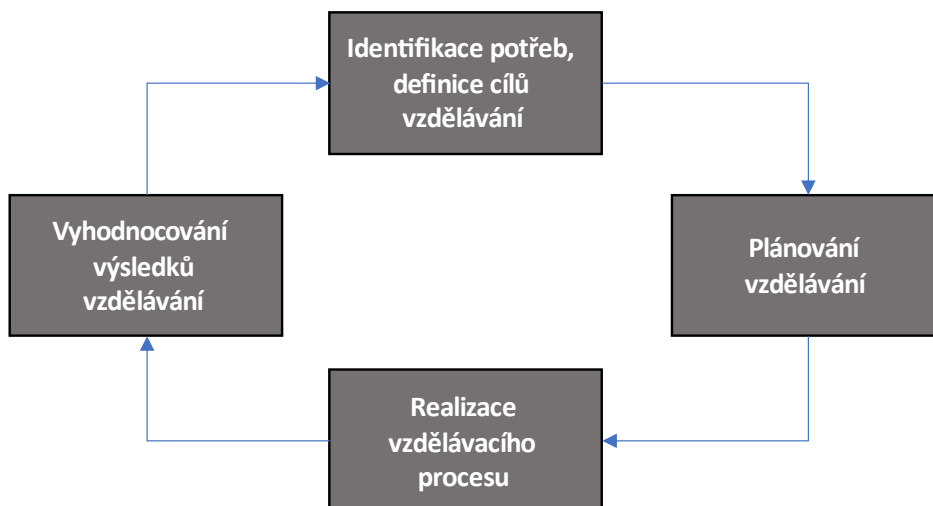 Identifikace potřeb,
definice cílů
vzdělávání
Vyhodnocování
výsledků
vzdělávání
Plánování
vzdělávání
Realizace
vzdělávacího
procesu